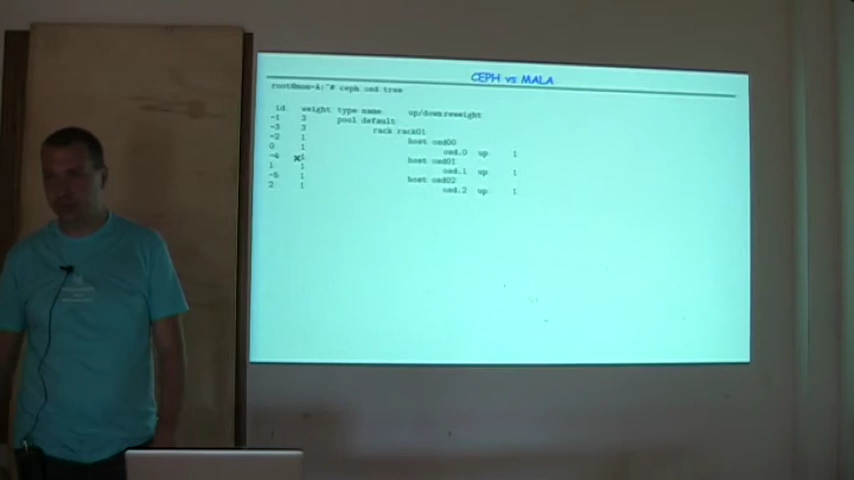 CEPH vs MALA
root@mon-A:~# ceph osd tree
id weight type name up/down reweight
-1 3 pool default
-3 3 rack rack01
-2 1 host osd00
0 1 osd.0 up 1
-4 1 host osd01
1 1 osd.1 up 1
-5 1 host osd02
2 1 osd.2 up 1